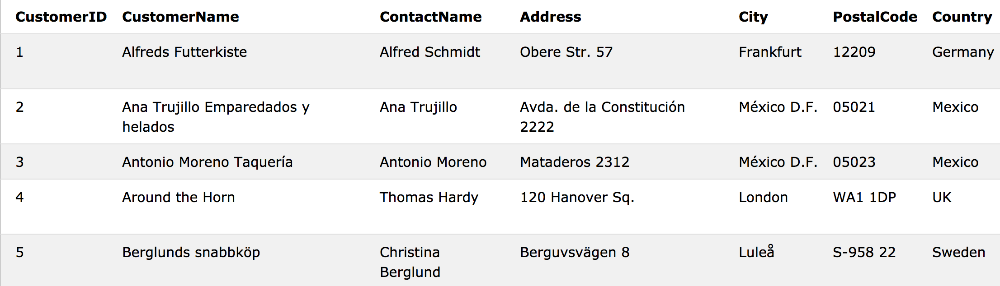 CustomerID CustomerName ContactName Address City PostalCode Country
1 Alfreds Futterkiste Alfred Schmidt Obere Str. 57 Frankfurt 12209 Germany
2 Ana Trujillo Emparedados y Ana Trujillo Avda. de la Constitución México D.F. 05021 Mexico
helados 2222
3 Antonio Moreno Taquería Antonio Moreno Mataderos 2312 México D.F. 05023 Mexico
4 Around the Horn Thomas Hardy 120 Hanover Sq. London WA1 1DP UK
5 Berglunds snabbköp Christina Berguvsvägen 8 Luleå S-958 22 Sweden
Berglund